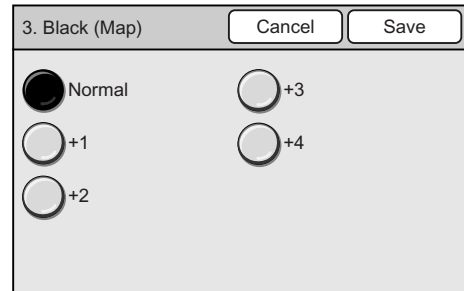 3. Black (Map)
Cancel
Save
Normal
+1
+2
+3
+4